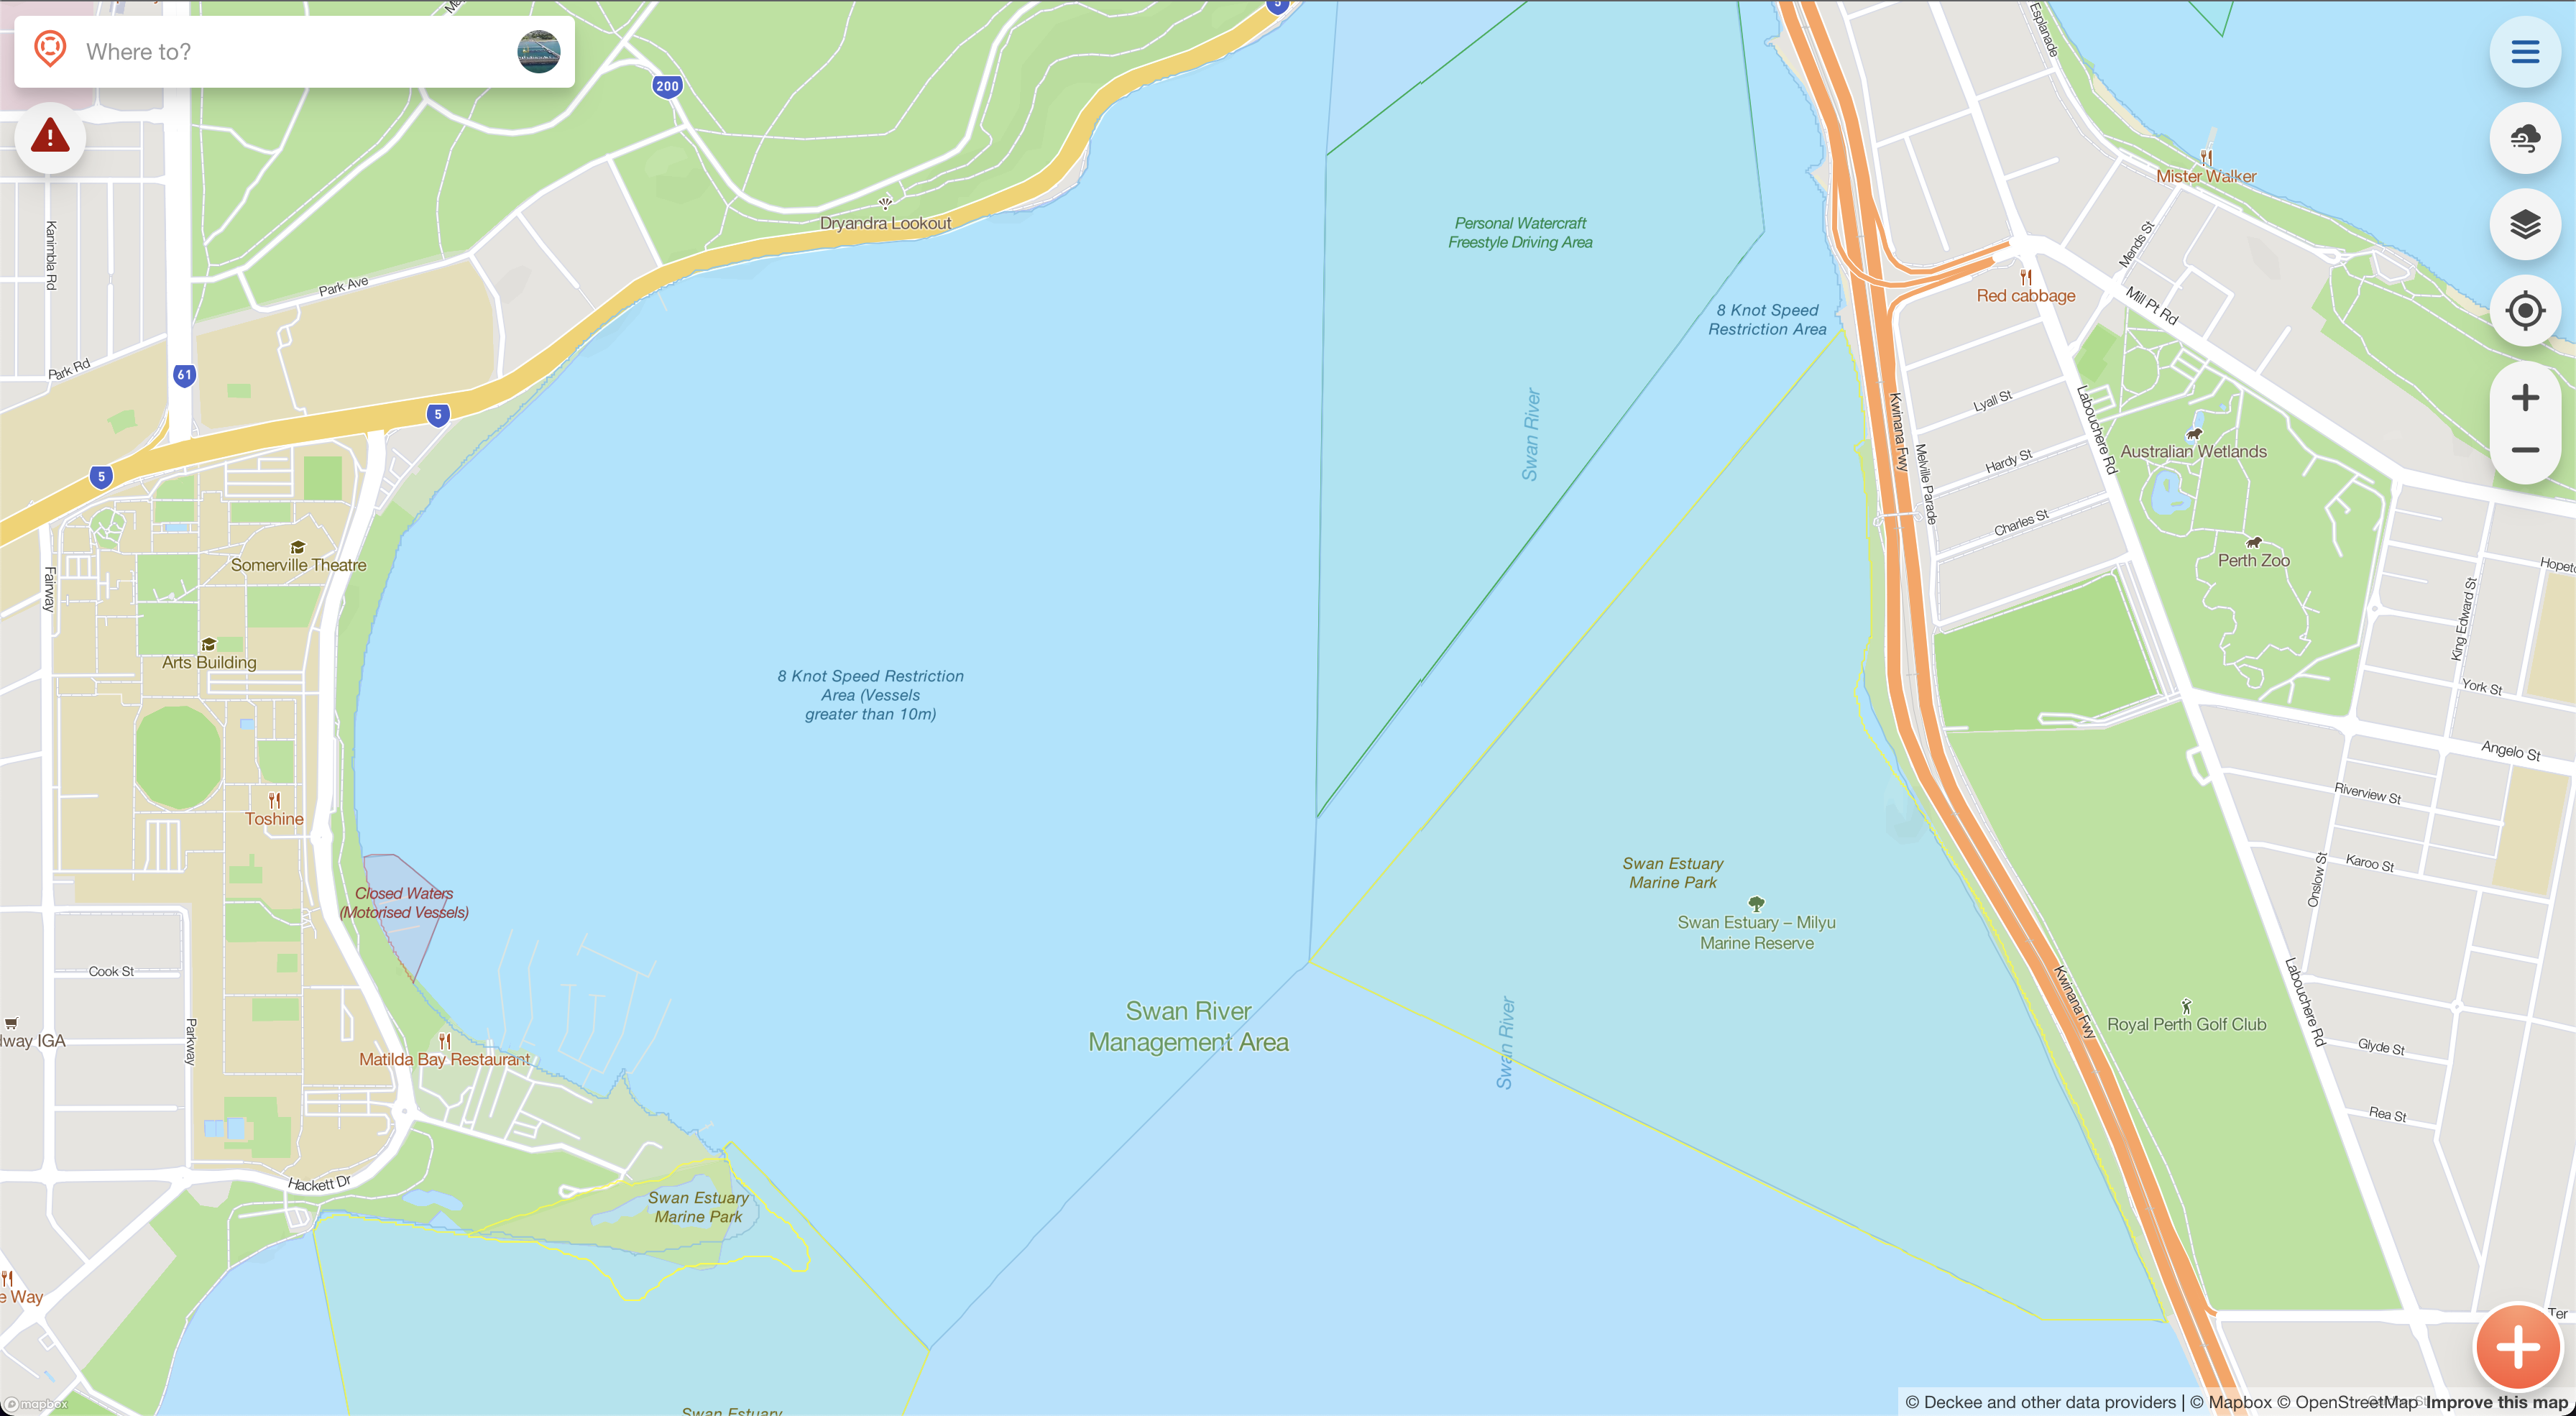 5
Where to?
200
Esplanade
Mister Walker
Kanimbla Rd
Dryandra Lookout
Personal Watercraft
Freestyle Driving Area
Mends St
Park Ave
Red cabbage
Mill Pt Rd
8 Knot Speed
Restriction Area
Park Rd
61
5
Swan River
Kwinana Fwy
Lyall St
Labouchere Rd
Melville Parade
Hardy St
Australian Wetlands
5
Charles St
Somerville Theatre
Perth Zoo
Fairway
Arts Building
King Edward St
8 Knot Speed Restriction
Area (Vessels
greater than 10m)
York St
Angelo St
Riverview St
Toshine
Karoo St
Onslow St
Swan Estuary
Marine Park
Closed Waters
(Motorised Vessels)
Swan Estuary – Milyu
Marine Reserve
Cook St
Kwinana Fwy
Labouchere Rd
Swan River
Management Area
Swan River
Royal Perth Golf Club
way IGA
Parkway
Matilda Bay Restaurant
Glyde St
Rea St
Hackett Dr
Swan Estuary
Marine Park
e Way
Ter
Swan Estuary
mapbox
© Deckee and other data providers | © Mapbox © OpenStreetMap Improve this map